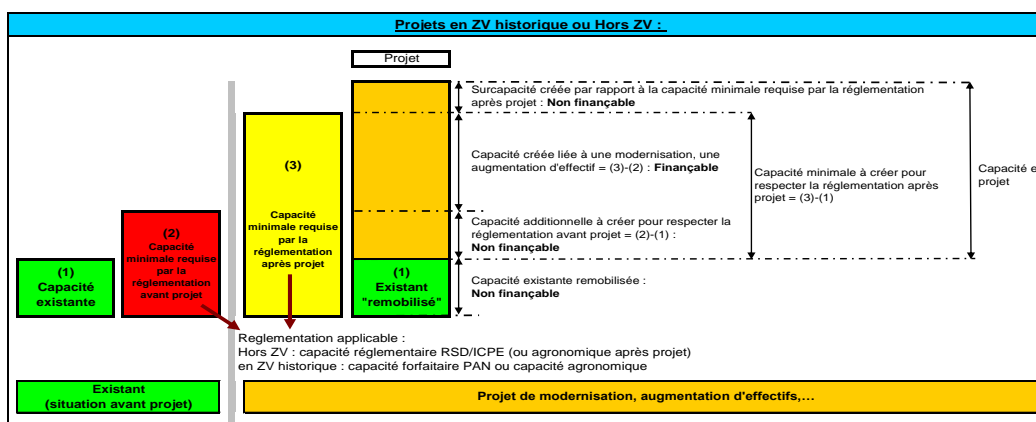 Projets en ZV historique ou Hors ZV :
Projet
Surcapacité créée par rapport à la capacité minimale requise par la réglementation
après projet : Non finançable
(3)
Capacité
minimale requise
par la
réglementation
après projet
Capacité créée liée à une modernisation, une
augmentation d'effectif = (3)-(2) : Finançable
Capacité minimale à créer pour
respecter la réglementation après
projet = (3)-(1)
Capacité e
projet
(2)
Capacité
minimale requise
par la
réglementation
avant projet
Capacité additionnelle à créer pour respecter la
réglementation avant projet = (2)-(1) :
Non finançable
(1)
Capacité
existante
(1)
Existant
"remobilisé"
Capacité existante remobilisée :
Non finançable
Reglementation applicable :
Hors ZV : capacité réglementaire RSD/ICPE (ou agronomique après projet)
en ZV historique : capacité forfaitaire PAN ou capacité agronomique
Existant
(situation avant projet)
Projet de modernisation, augmentation d'effectifs,...